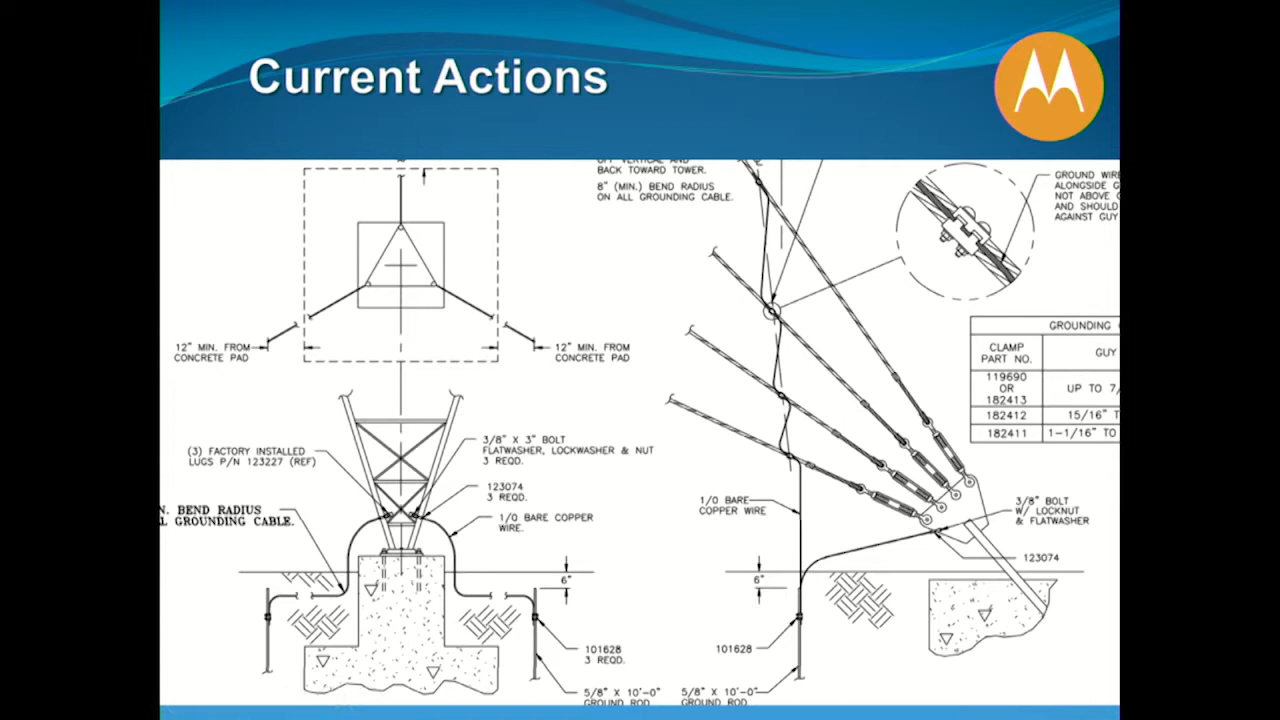 Current Actions
OFF VERTICAL AND
BACK TOWARD TOWER.
8" (MIN.) BEND RADIUS
ON ALL GROUNDING CABLE.
GROUND WIRE
ALONGSIDE G
NOT ABOVE
AND SHOULD
AGAINST GUY
12" MIN. FROM
CONCRETE PAD
12" MIN. FROM
CONCRETE PAD
GROUNDING
CLAMP
PART NO.
GUY
119690
OR
182413
UP TO 7/
182412
15/16" T
182411
1-1/16" TO
(3) FACTORY INSTALLED
LUGS P/N 123227 (REF)
3/8" X 3" BOLT
FLATWASHER, LOCKWASHER & NUT
3 REQD.
123074
3 REQD.
N. BEND RADIUS
L GROUNDING CABLE.
1/0 BARE COPPER
WIRE.
1/0 BARE
COPPER WIRE
3/8" BOLT
W/ LOCKNUT
& FLATWASHER
123074
6"
6"
101628
3 REQD.
101628
5/8" X 10'-0"
GROUND ROD
5/8" X 10'-0"
GROUND ROD